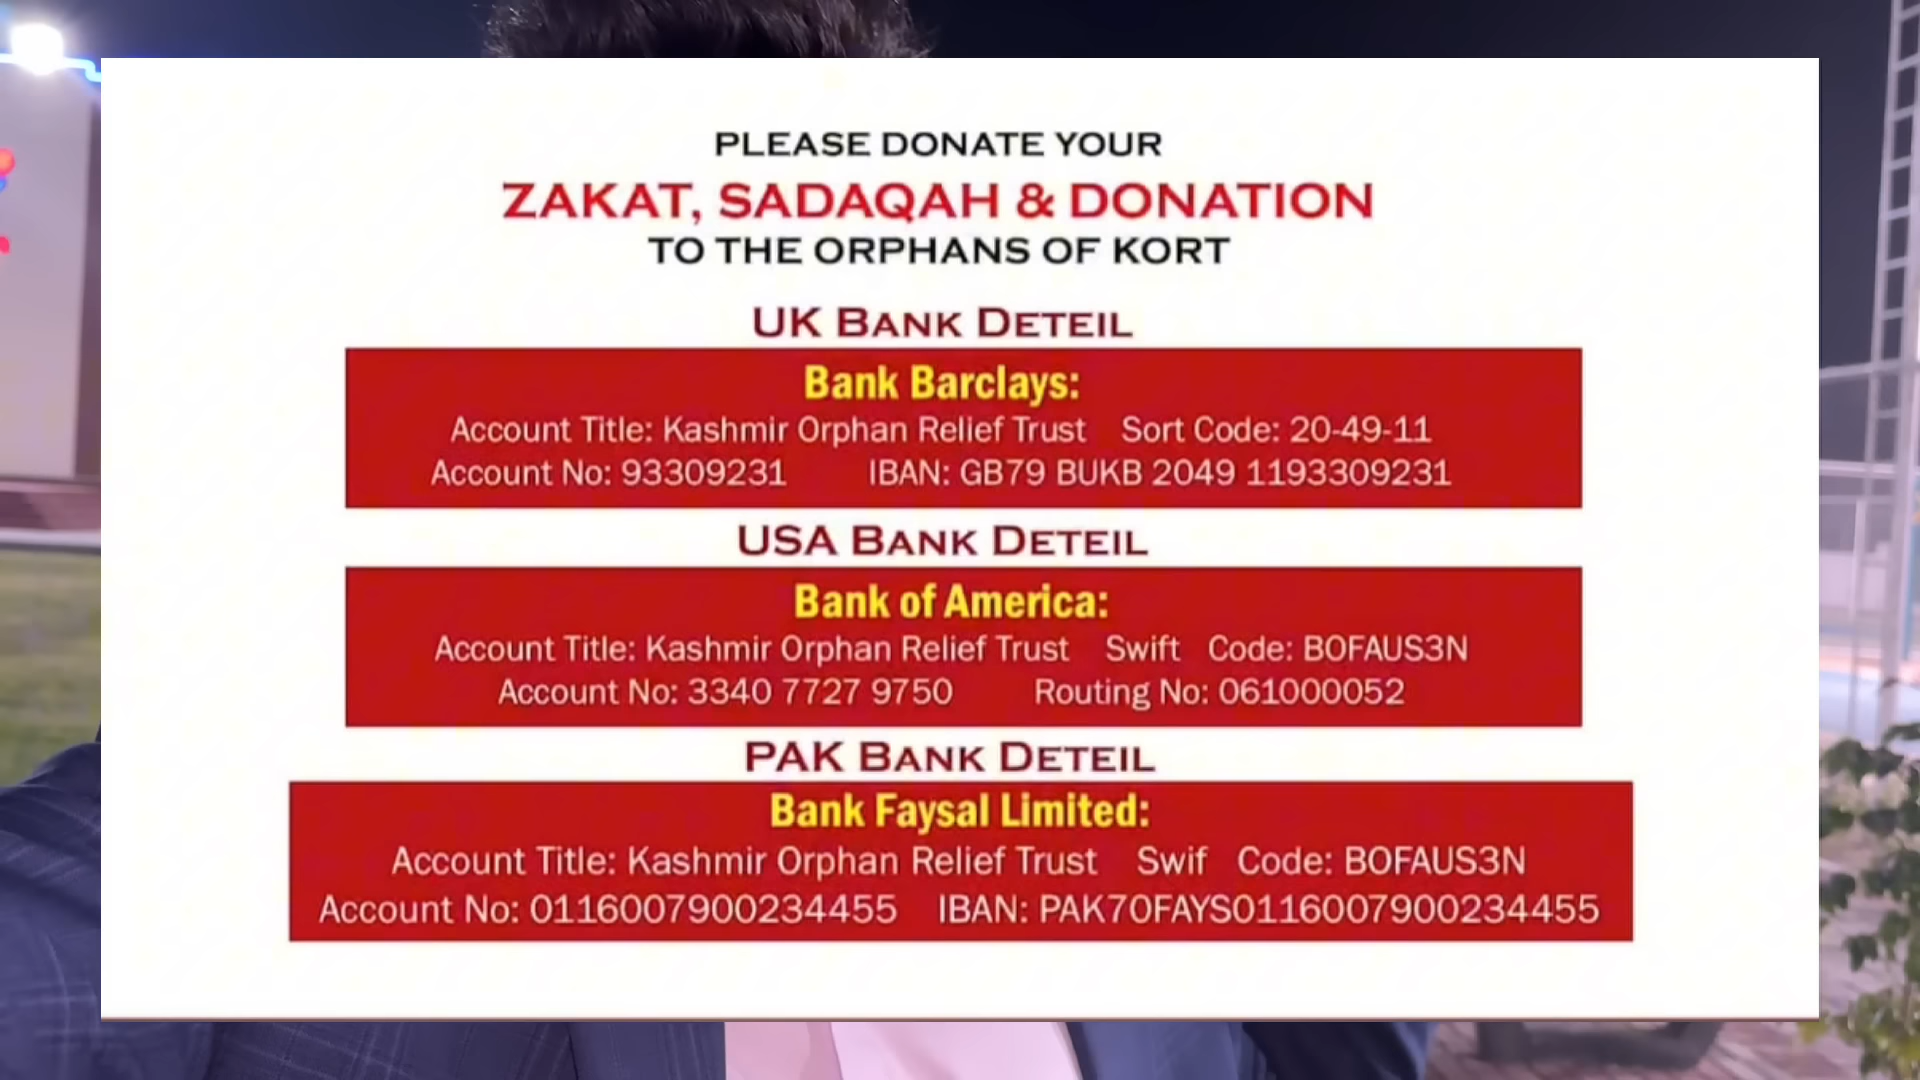 PLEASE DONATE YOUR
ZAKAT, SADAQAH & DONATION
TO THE ORPHANS OF KORT
UK BANK DETEIL
Bank Barclays:
Account Title: Kashmir Orphan Relief Trust Sort Code: 20-49-11
Account No: 93309231 IBAN: GB79 BUKB 2049 1193309231
USA BANK DETEIL
Bank of America:
Account Title: Kashmir Orphan Relief Trust Swift Code: BOFAUS3N
Account No: 3340 7727 9750 Routing No: 061000052
PAK BANK DETEIL
Bank Faysal Limited:
Account Title: Kashmir Orphan Relief Trust Swif Code: BOFAUS3N
Account No: 0116007900234455 IBAN: PAK70FAYS0116007900234455